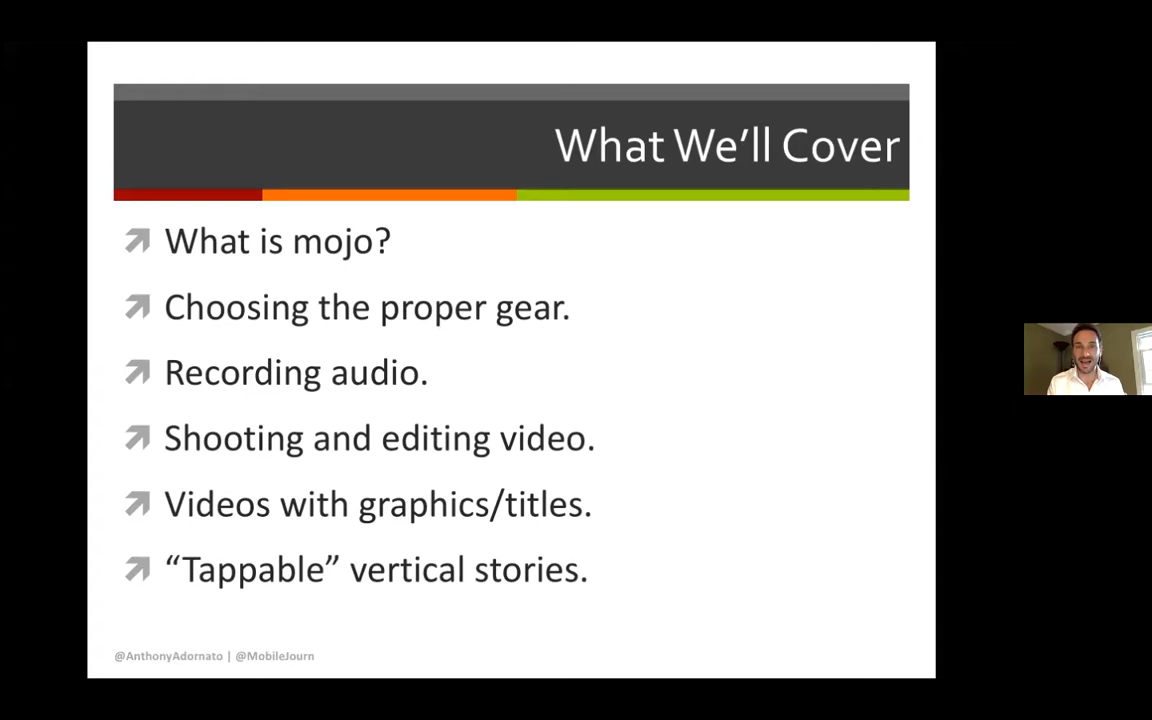 What We’ll Cover
What is mojo?
Choosing the proper gear.
Recording audio.
Shooting and editing video.
Videos with graphics/titles.
“Tappable” vertical stories.
@AnthonyAdornato | @MobileJourn